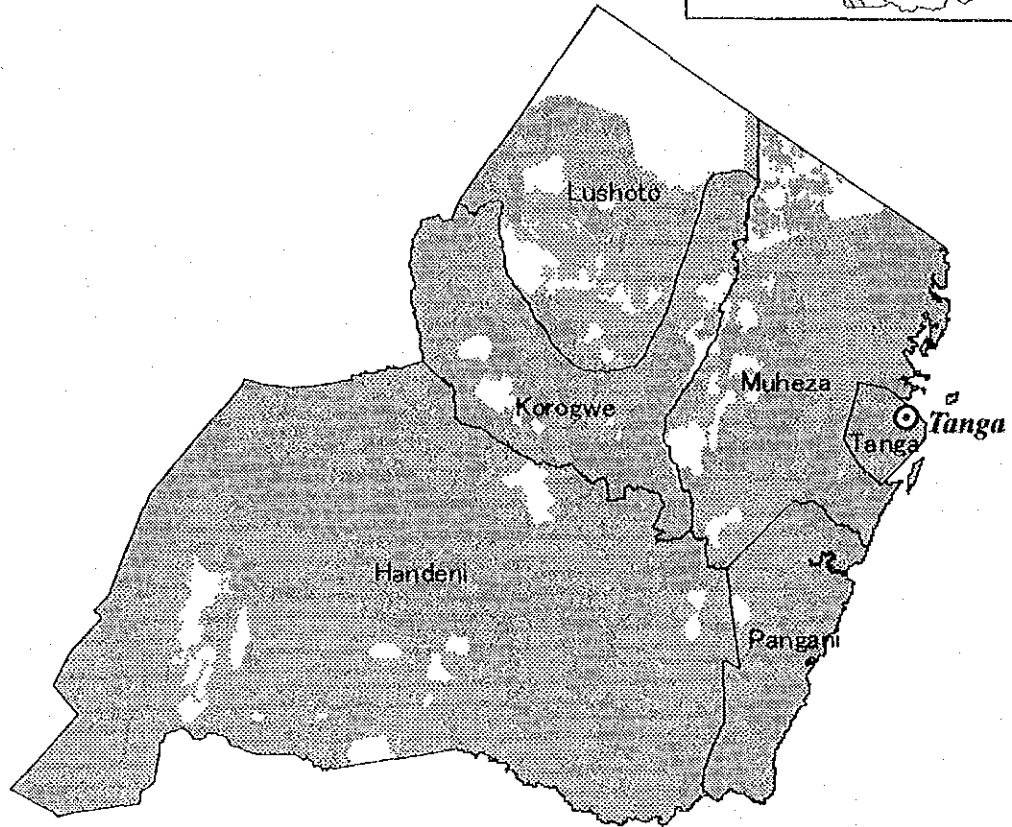 Lushoto
Muheza
Korogwe
Tanga
Tanga
Handeni
Pangani